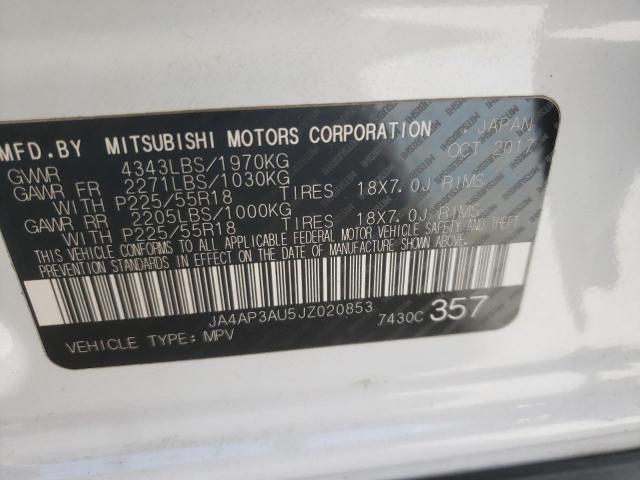 MFD.BY MITSUBISHI MOTORS CORPORATION JAPAN
GVWR 4343LBS/1970KG OCT 2017
GAWR FR 2271LBS/1030KG
WITH P225/55R18 TIRES 18X7.0J RIMS
GAWR RR 2205LBS/1000KG
WITH P225/55R18 TIRES 18X7.0J RIMS
THIS VEHICLE CONFORMS TO ALL APPLICABLE FEDERAL MOTOR VEHICLE SAFETY AND THEFT
PREVENTION STANDARDS IN EFFECT ON THE DATE OF MANUFACTURE SHOWN ABOVE.
JA4AP3AU5JZ020853 7430C 357
VEHICLE TYPE: MPV